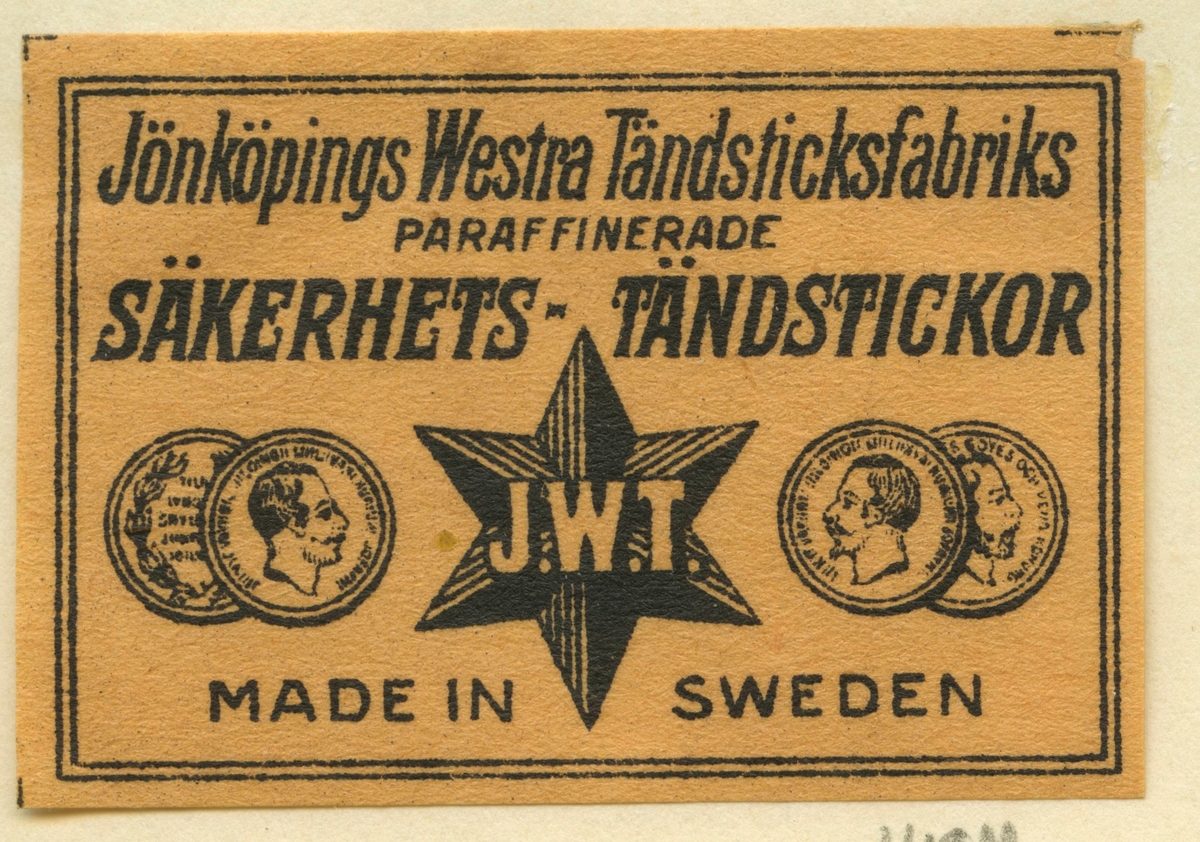 Jönköpings Westra Tändsticksfabriks
PARAFFINERADE
SÄKERHETS-TÄNDSTICKOR
J.W.T.
MADE IN SWEDEN